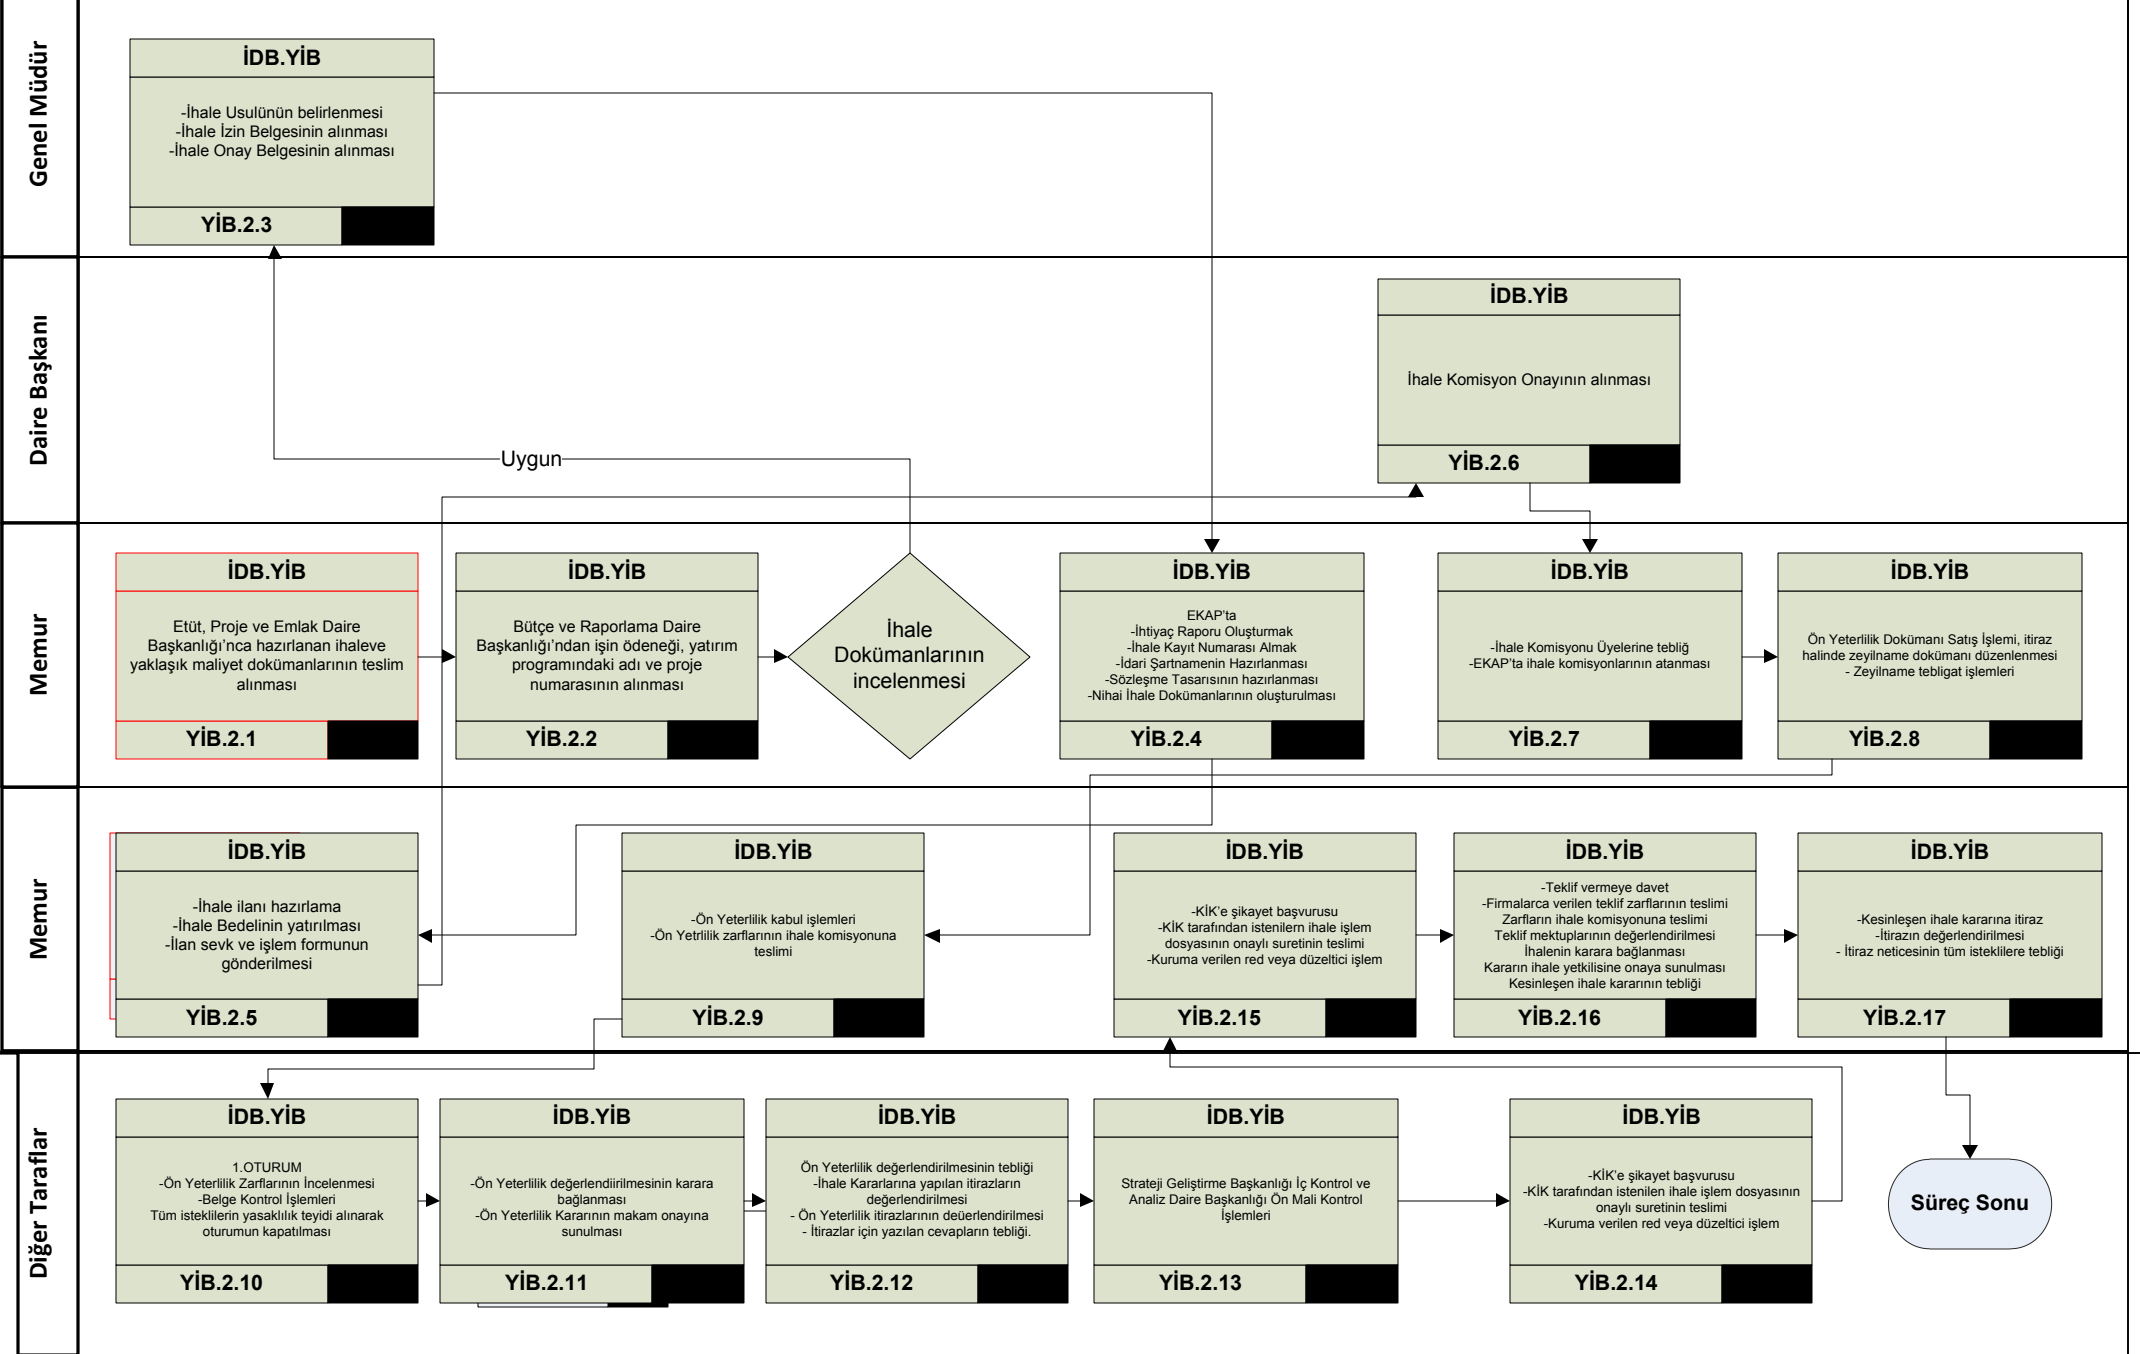 Genel Müdür
İDB.YİB
-İhale Usulünün belirlenmesi
-İhale İzin Belgesinin alınması
-İhale Onay Belgesinin alınması
YİB.2.3
Daire Başkanı
İDB.YİB
İhale Komisyon Onayının alınması
YİB.2.6
Uygun
Memur
İDB.YİB
Etüt, Proje ve Emlak Daire
Başkanlığı’nca hazırlanan ihaleve
yaklaşık maliyet dokümanlarının teslim
alınması
YİB.2.1
İDB.YİB
Bütçe ve Raporlama Daire
Başkanlığı’ndan işin ödeneği, yatırım
programındaki adı ve proje
numarasının alınması
YİB.2.2
İhale
Dokümanlarının
incelenmesi
İDB.YİB
EKAP’ta
-İhtiyaç Raporu Oluşturmak
-İhale Kayıt Numarası Almak
-İdari Şartnamenin Hazırlanması
-Sözleşme Tasarısının hazırlanması
-Nihai İhale Dokümanlarının oluşturulması
YİB.2.4
İDB.YİB
-İhale Komisyonu Üyelerine tebliğ
-EKAP’ta ihale komisyonlarının atanması
YİB.2.7
İDB.YİB
Ön Yeterlilik Dokümanı Satış İşlemi, itiraz
halinde zeyilname dokümanı düzenlenmesi
- Zeyilname tebligat işlemleri
YİB.2.8
Memur
İDB.YİB
-İhale ilanı hazırlama
-İhale Bedelinin yatırılması
-İlan sevk ve işlem formunun
gönderilmesi
YİB.2.5
İDB.YİB
-Ön Yeterlilik kabul işlemleri
-Ön Yetrlilik zarflarının ihale komisyonuna
teslimi
YİB.2.9
İDB.YİB
-KİK’e şikayet başvurusu
-KİK tarafından istenilern ihale işlem
dosyasının onaylı suretinin teslimi
-Kuruma verilen red veya düzeltici işlem
YİB.2.15
İDB.YİB
-Teklif vermeye davet
-Firmalarca verilen teklif zarflarının teslimi
Zarfların ihale komisyonuna teslimi
Teklif mektuplarının değerlendirilmesi
İhalenin karara bağlanması
Kararın ihale yetkilisine onaya sunulması
Kesinleşen ihale kararının tebliği
YİB.2.16
İDB.YİB
-Kesinleşen ihale kararına itiraz
-İtirazın değerlendirilmesi
- İtiraz neticesinin tüm isteklilere tebliği
YİB.2.17
Diğer Taraflar
İDB.YİB
1.OTURUM
-Ön Yeterlilik Zarflarının İncelenmesi
-Belge Kontrol İşlemleri
Tüm isteklilerin yasaklılık teyidi alınarak
oturumun kapatılması
YİB.2.10
İDB.YİB
-Ön Yeterlilik değerlendiirilmesinin karara
bağlanması
-Ön Yeterlilik Kararının makam onayına
sunulması
YİB.2.11
İDB.YİB
Ön Yeterlilik değerlendirilmesinin tebliği
-İhale Kararlarına yapılan itirazların
değerlendirilmesi
- Ön Yeterlilik itirazlarının deüerlendirilmesi
- İtirazlar için yazılan cevapların tebliği.
YİB.2.12
İDB.YİB
Strateji Geliştirme Başkanlığı İç Kontrol ve
Analiz Daire Başkanlığı Ön Mali Kontrol
İşlemleri
YİB.2.13
İDB.YİB
-KİK’e şikayet başvurusu
-KİK tarafından istenilen ihale işlem dosyasının
onaylı suretinin teslimi
-Kuruma verilen red veya düzeltici işlem
YİB.2.14
Süreç Sonu